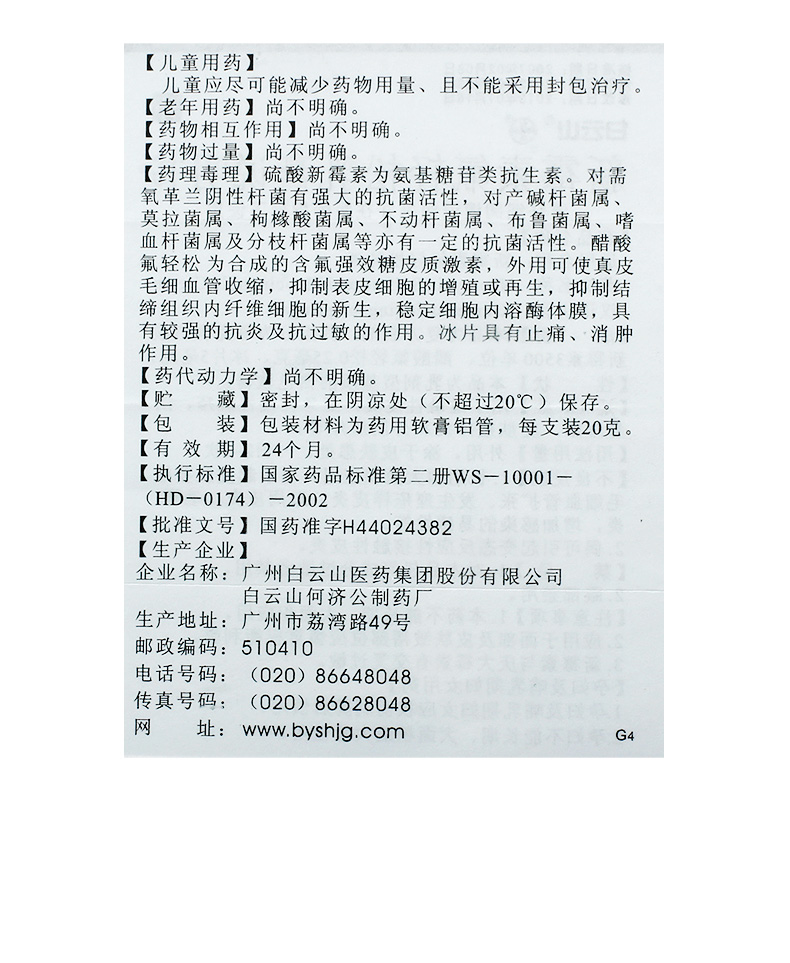 【儿童用药】
儿童应尽可能减少药物用量、且不能采用封包治疗。
【老年用药】尚不明确。
【药物相互作用】尚不明确。
【药物过量】尚不明确。
【药理毒理】硫酸新霉素为氨基糖苷类抗生素。对需
氧革兰阴性杆菌有强大的抗菌活性，对产碱杆菌属、
莫拉菌属、枸橼酸菌属、不动杆菌属、布鲁菌属、嗜
血杆菌属及分枝杆菌属等亦有一定的抗菌活性。醋酸
氟轻松为合成的含氟强效糖皮质激素，外用可使真皮
毛细血管收缩，抑制表皮细胞的增殖或再生，抑制结
缔组织内纤维细胞的新生，稳定细胞内溶酶体膜，具
有较强的抗炎及抗过敏的作用。冰片具有止痛、消肿
作用。
【药代动力学】尚不明确。
【贮 藏】密封，在阴凉处（不超过20℃）保存。
【包 装】包装材料为药用软膏铝管，每支装20克。
【有 效 期】24个月。
【执行标准】国家药品标准第二册WS－10001－
（HD－0174）－2002
【批准文号】国药准字H44024382
【生产企业】
企业名称：广州白云山医药集团股份有限公司
白云山何济公制药厂
生产地址：广州市荔湾路49号
邮政编码：510410
电话号码：（020）86648048
传真号码：（020）86628048
网 址：www.byshjg.com
G4